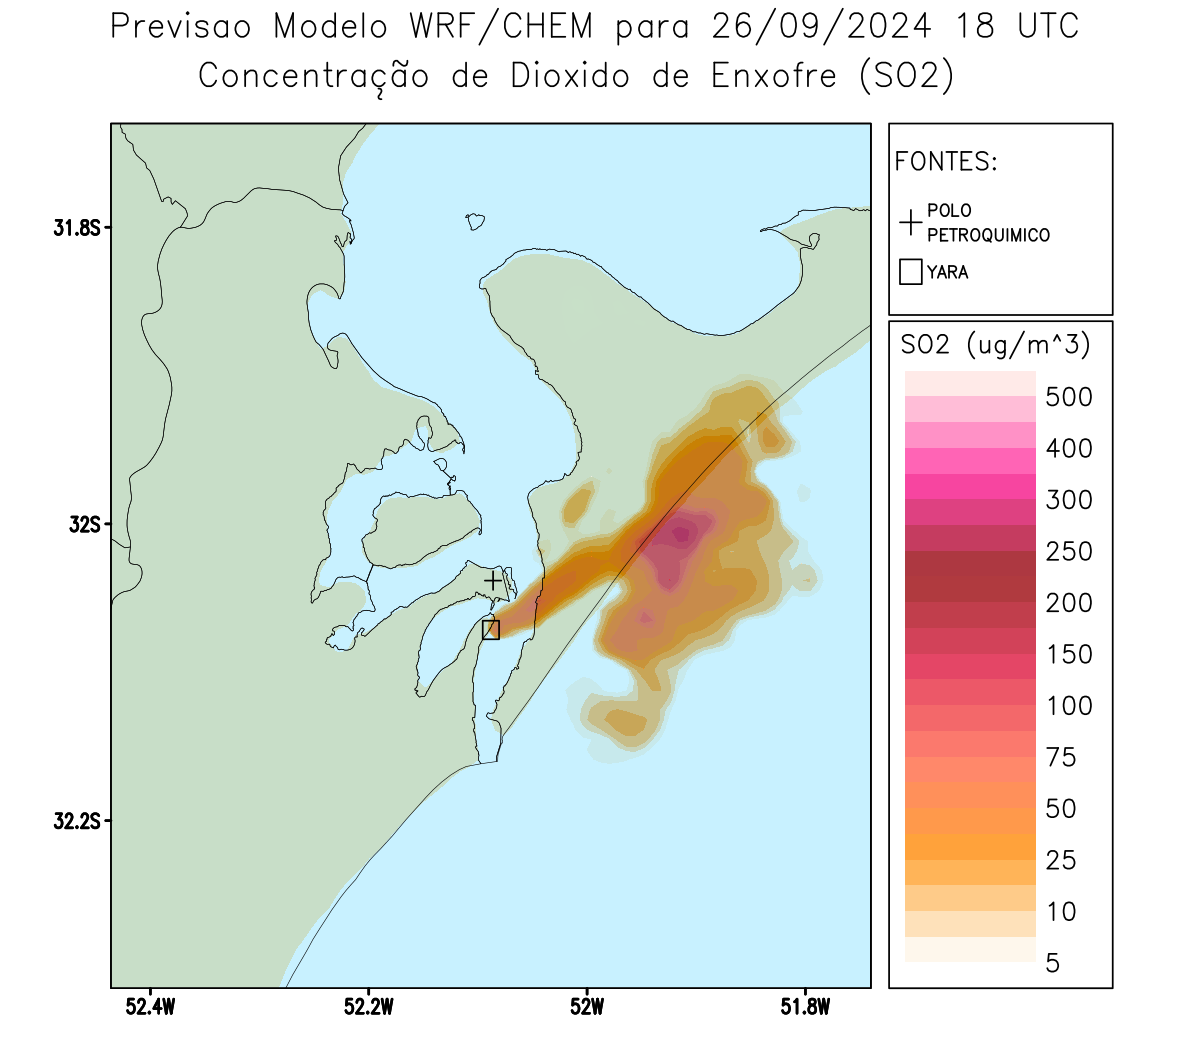 Previsao Modelo WRF/CHEM para 26/09/2024 18 UTC
Concentração de Dioxido de Enxofre (SO2)
FONTES:
POLO
PETROQUIMICO
YARA
SO2 (ug/m^3)
500
400
300
250
200
150
100
75
50
25
10
5
31.8S
32S
32.2S
52.4W
52.2W
52W
51.8W